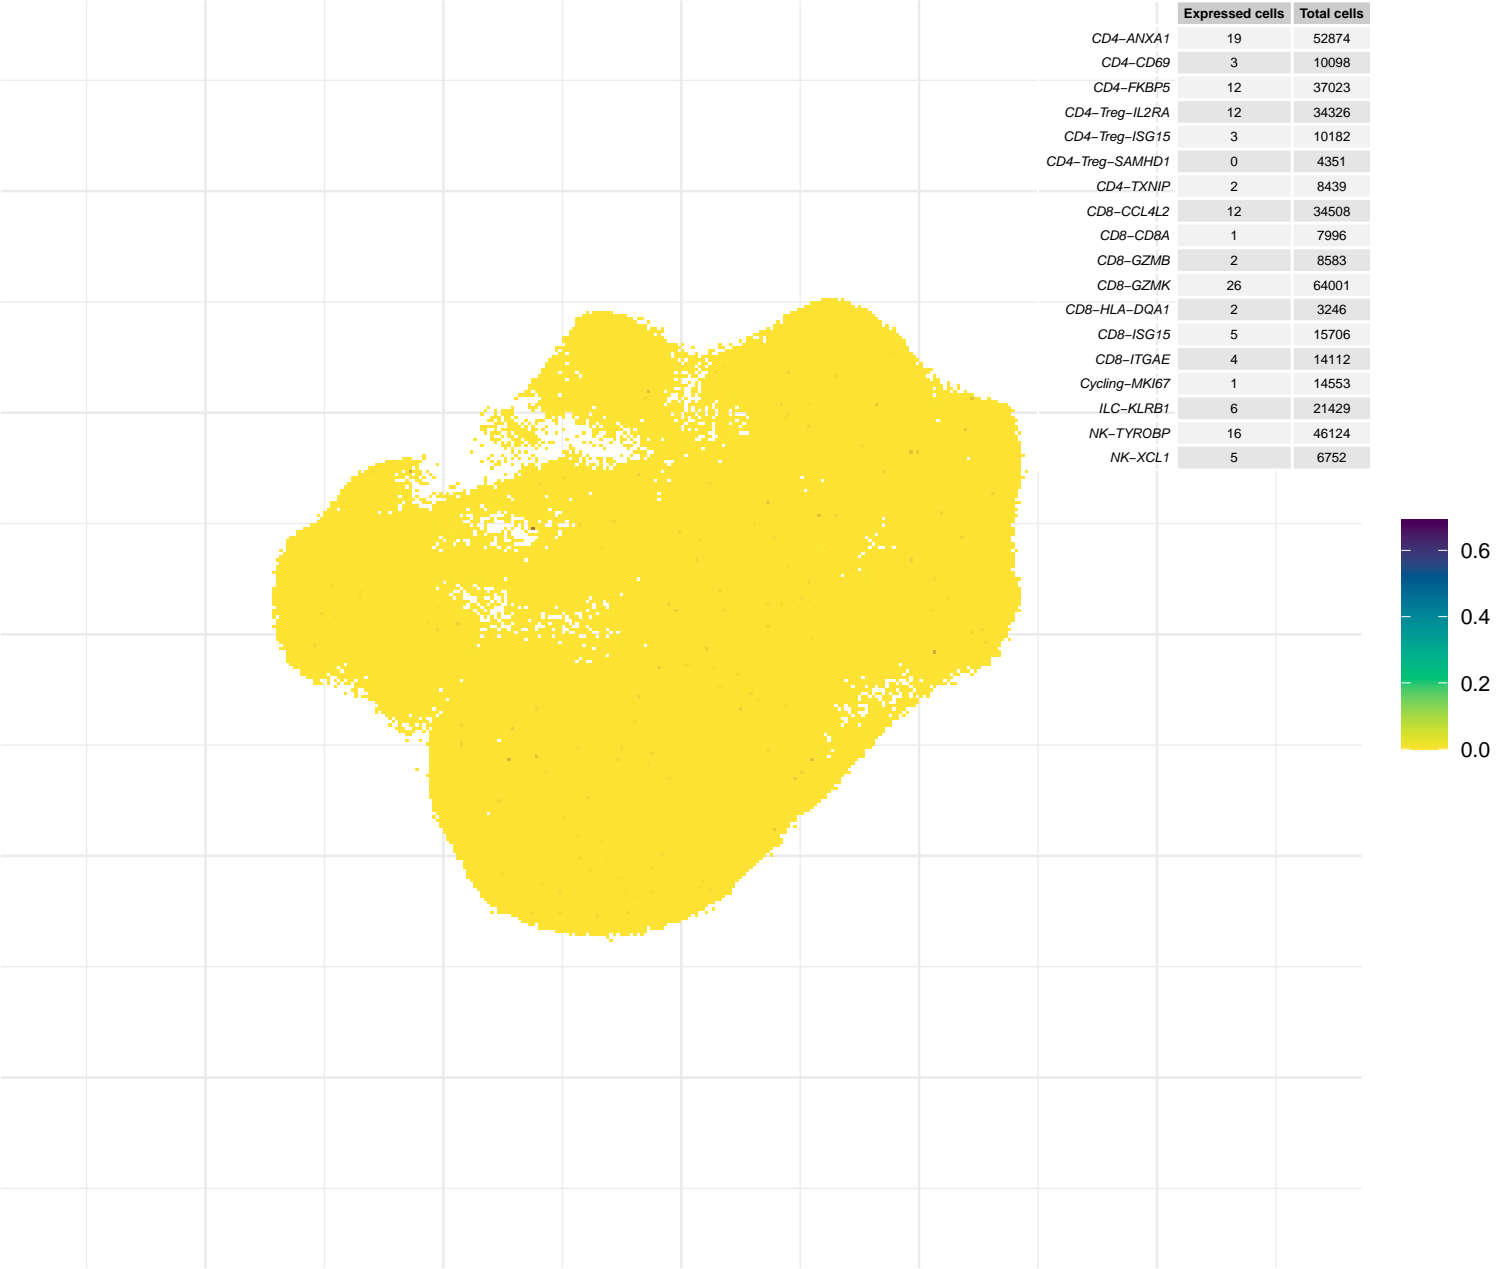 Expressed cells Total cells
CD4−ANXA1 19 52874
CD4−CD69 3 10098
CD4−FKBP5 12 37023
CD4−Treg−IL2RA 12 34326
CD4−Treg−ISG15 3 10182
CD4−Treg−SAMHD1 0 4351
CD4−TXNIP 2 8439
CD8−CCL4L2 12 34508
CD8−CD8A 1 7996
CD8−GZMB 2 8583
CD8−GZMK 26 64001
CD8−HLA−DQA1 2 3246
CD8−ISG15 5 15706
CD8−ITGAE 4 14112
Cycling−MKI67 1 14553
ILC−KLRB1 6 21429
NK−TYROBP 16 46124
NK−XCL1 5 6752
0.6
0.4
0.2
0.0